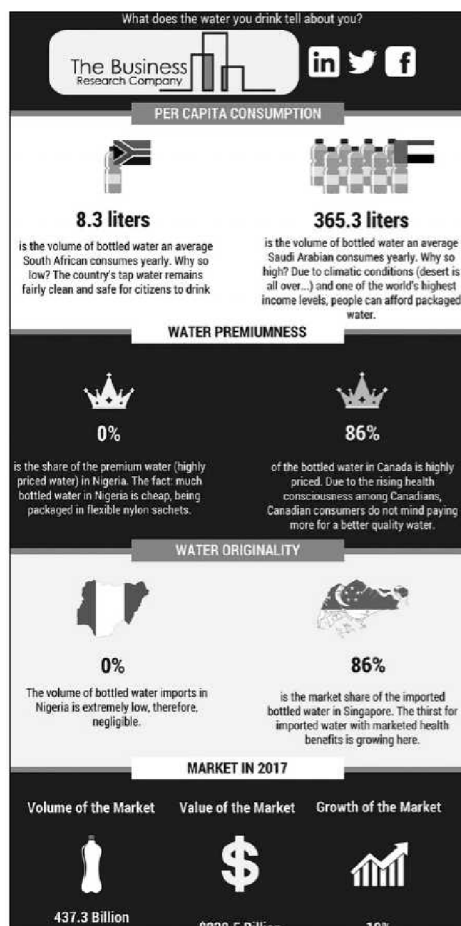 What does the water you drink tell about you?
The Business
Research Company
in
f
PER CAPITA CONSUMPTION
8.3 liters
is the volume of bottled water an average
South African consumes yearly. Why so
low? The country's tap water remains
fairly clean and safe for citizens to drink
365.3 liters
is the volume of bottled water an average
Saudi Arabian consumes yearly. Why so
high? Due to climatic conditions (desert is
all over...) and one of the world's highest
income levels, people can afford packaged
water.
WATER PREMIUMNESS
0%
is the share of the premium water (highly
priced water) in Nigeria. The fact: much
bottled water in Nigeria is cheap, being
packaged in flexible nylon sachets.
86%
of the bottled water in Canada is highly
priced. Due to the rising health
consciousness among Canadians,
Canadian consumers do not mind paying
more for a better quality water.
WATER ORIGINALITY
0%
The volume of bottled water imports in
Nigeria is extremely low, therefore,
negligible.
86%
is the market share of the imported
bottled water in Singapore. The thirst for
imported water with marketed health
benefits is growing here.
MARKET IN 2017
Volume of the Market
Value of the Market
Growth of the Market
437.3 Billion
Billion